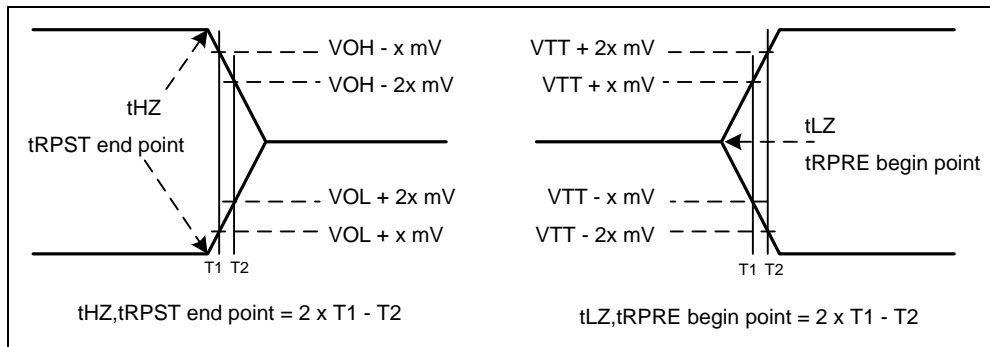 VOH - x mV
VOH - 2x mV
tHZ
tRPST end point
VOL + 2x mV
VOL + x mV
T1 T2
tHZ,tRPST end point = 2 x T1 - T2
VTT + 2x mV
VTT + x mV
tLZ
tRPRE begin point
VTT - x mV
VTT - 2x mV
T1 T2
tLZ,tRPRE begin point = 2 x T1 - T2